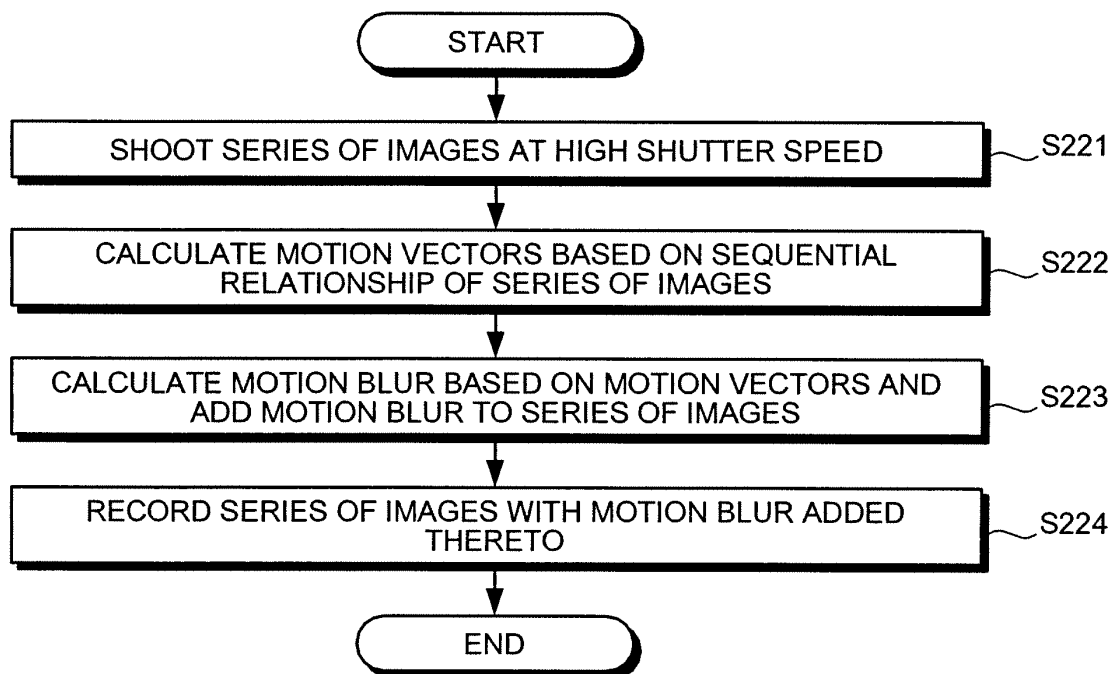 START
SHOOT SERIES OF IMAGES AT HIGH SHUTTER SPEED
S221
CALCULATE MOTION VECTORS BASED ON SEQUENTIAL
RELATIONSHIP OF SERIES OF IMAGES
S222
CALCULATE MOTION BLUR BASED ON MOTION VECTORS AND
ADD MOTION BLUR TO SERIES OF IMAGES
S223
RECORD SERIES OF IMAGES WITH MOTION BLUR ADDED
THERETO
S224
END